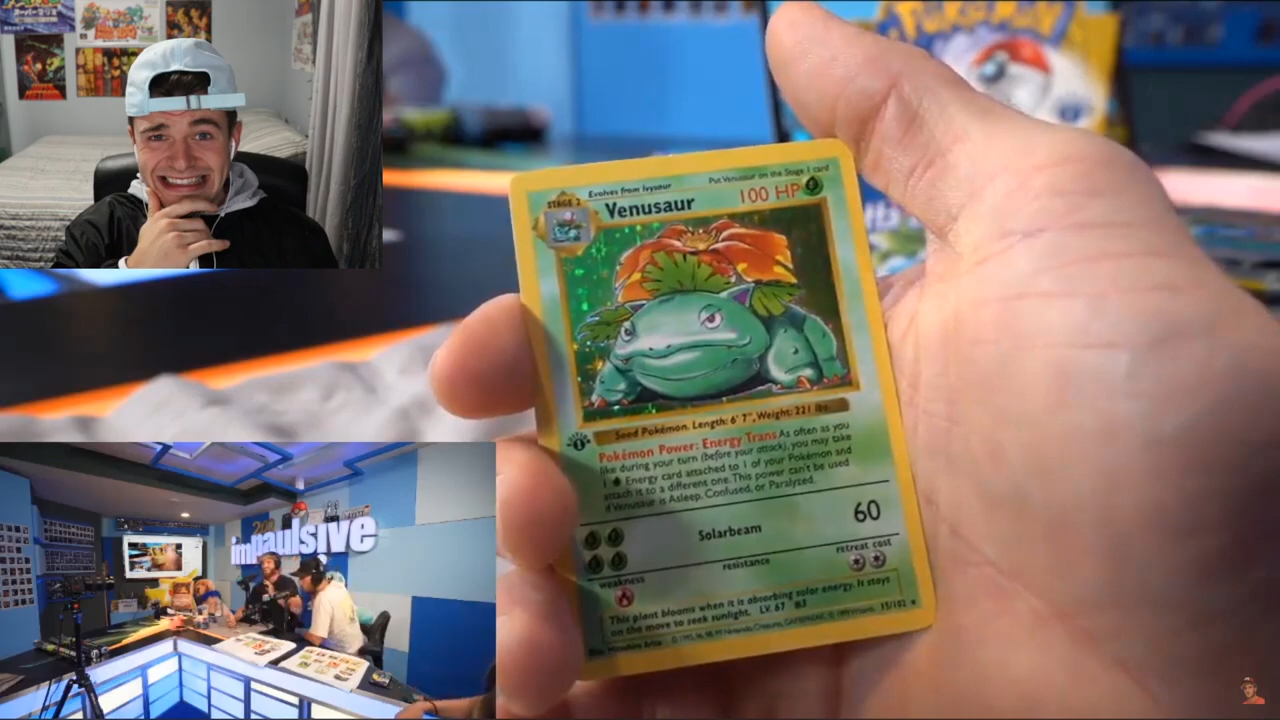 Pokémon
STAGE 2
Evolves from Ivysaur
Put Venusaur on the Stage 1 card
Venusaur
100 HP
Seed Pokémon. Length: 6' 7", Weight: 221 lbs.
EDITION
1
Pokémon Power: Energy Trans As often as you
like during your turn (before your attack), you may take
1 Energy card attached to 1 of your Pokémon and
attach it to a different one. This power can't be used
if Venusaur is Asleep, Confused, or Paralyzed.
Solarbeam
60
weakness
resistance
retreat cost
This plant blooms when it is absorbing solar energy. It stays
on the move to seek sunlight. LV. 67 #3
15/102
impaulsive